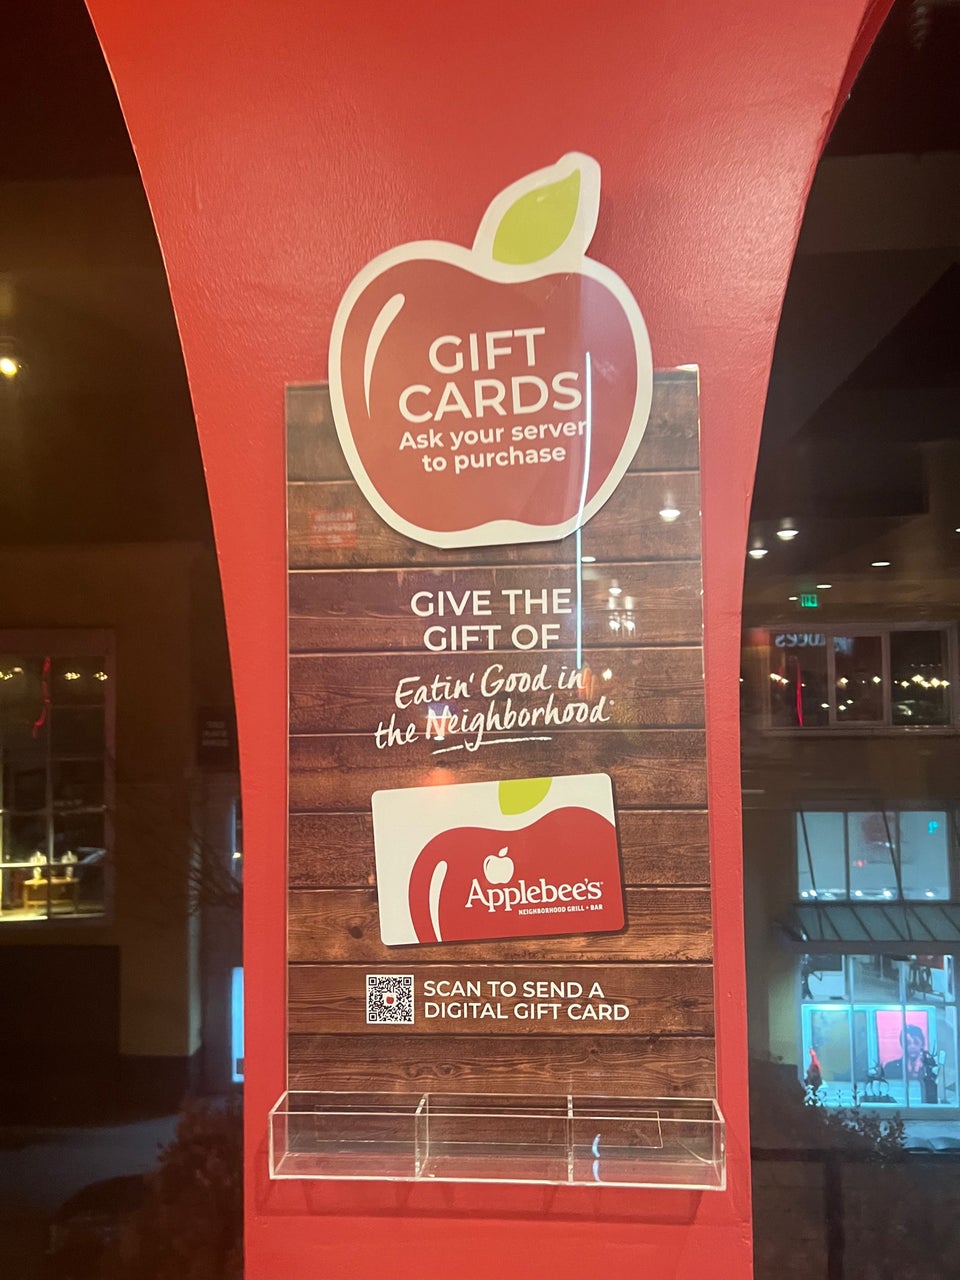 GIFT
CARDS
Ask your server
to purchase
GIVE THE
GIFT OF
Eatin' Good in
the Neighborhood®
Applebee's®
NEIGHBORHOOD GRILL + BAR
SCAN TO SEND A
DIGITAL GIFT CARD